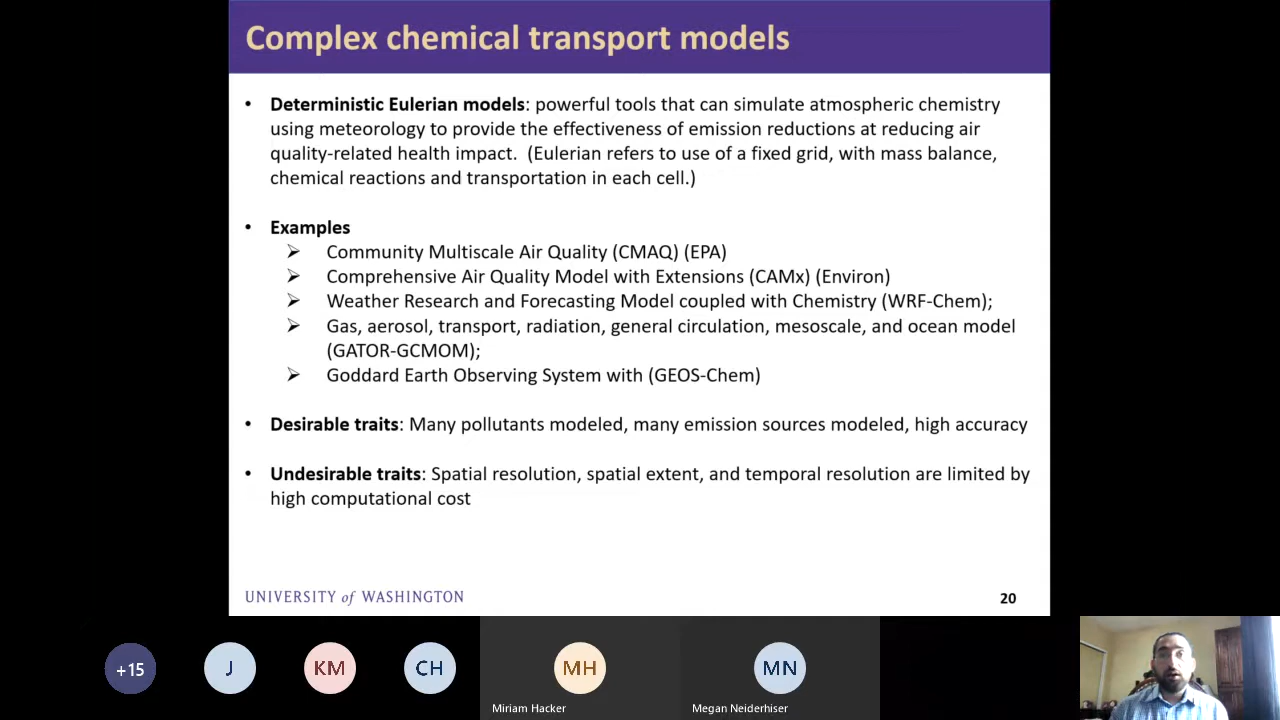 Complex chemical transport models
• Deterministic Eulerian models: powerful tools that can simulate atmospheric chemistry
using meteorology to provide the effectiveness of emission reductions at reducing air
quality-related health impact. (Eulerian refers to use of a fixed grid, with mass balance,
chemical reactions and transportation in each cell.)
• Examples
➢ Community Multiscale Air Quality (CMAQ) (EPA)
➢ Comprehensive Air Quality Model with Extensions (CAMx) (Environ)
➢ Weather Research and Forecasting Model coupled with Chemistry (WRF-Chem);
➢ Gas, aerosol, transport, radiation, general circulation, mesoscale, and ocean model
(GATOR-GCMOM);
➢ Goddard Earth Observing System with (GEOS-Chem)
• Desirable traits: Many pollutants modeled, many emission sources modeled, high accuracy
• Undesirable traits: Spatial resolution, spatial extent, and temporal resolution are limited by
high computational cost
UNIVERSITY of WASHINGTON
20
+15
J
KM
CH
MH
MN
Miriam Hacker
Megan Neiderhiser